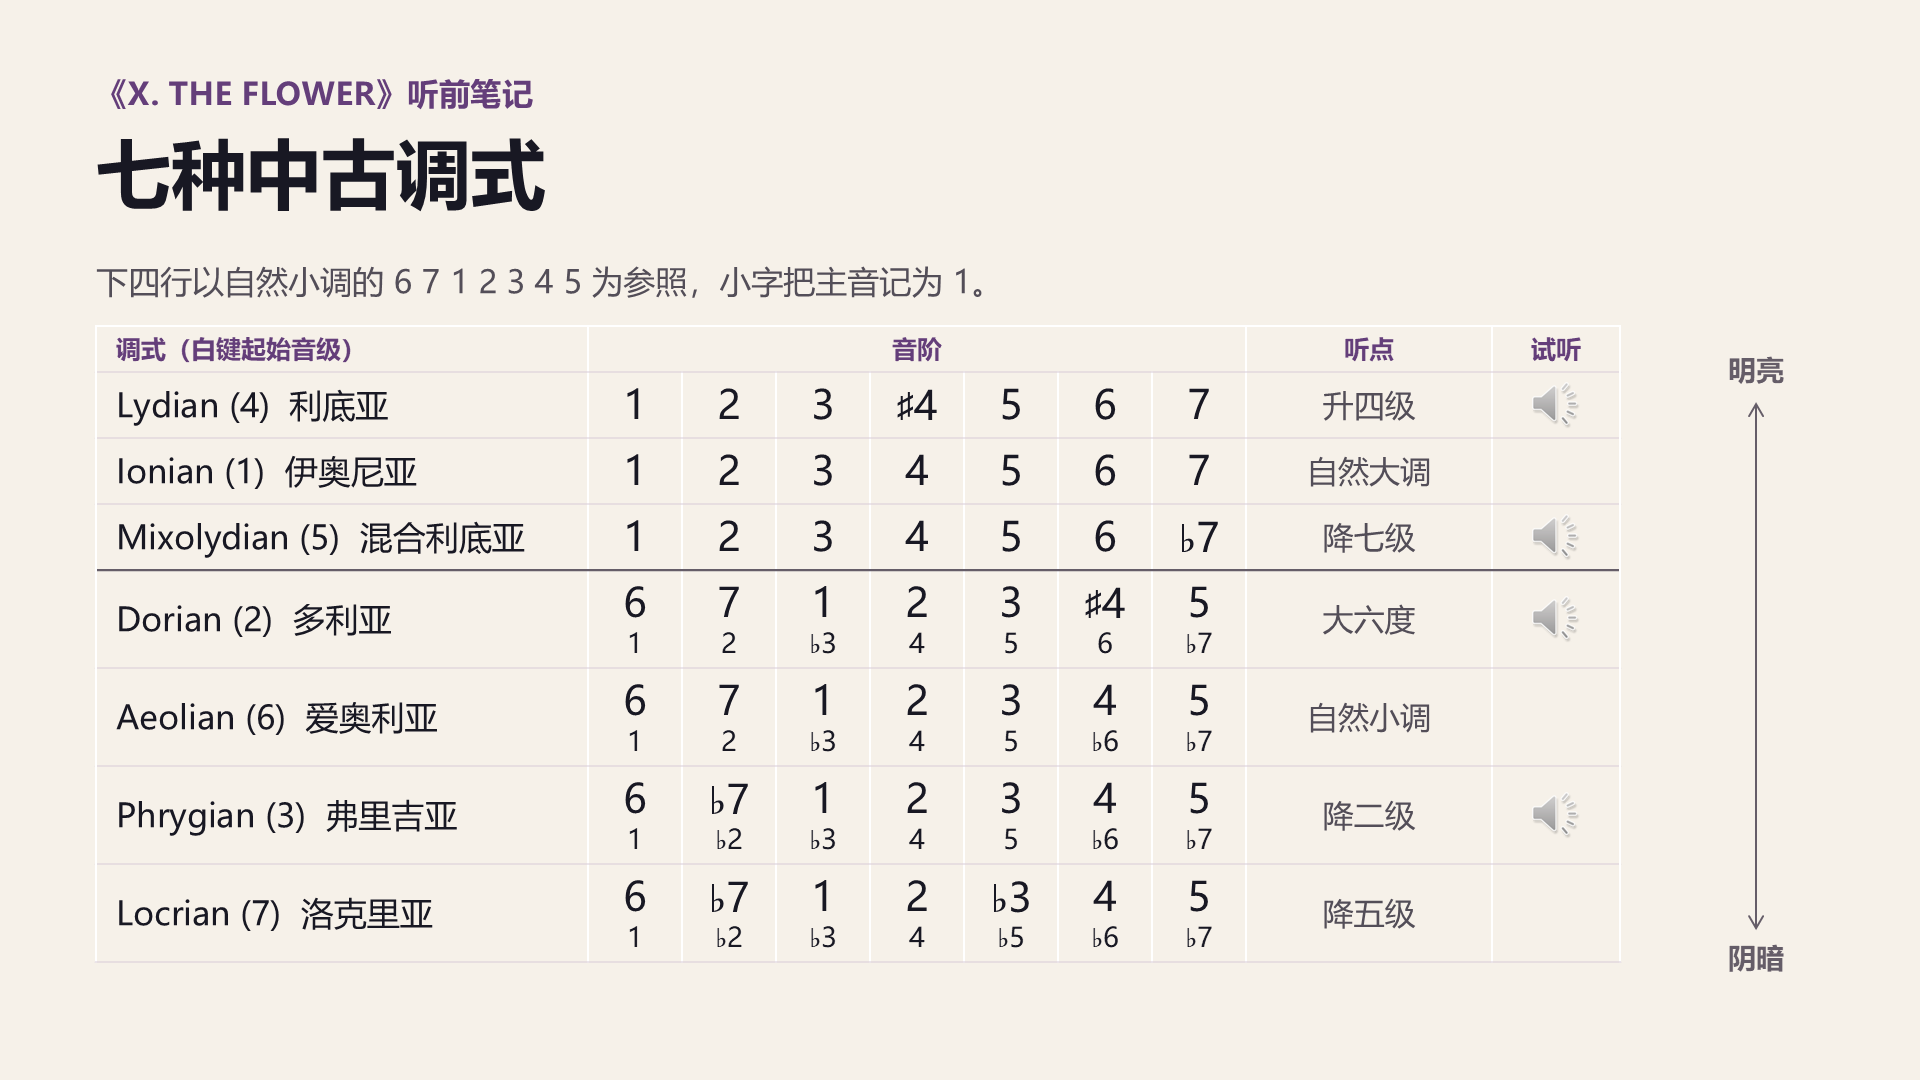 《X. THE FLOWER》听前笔记
七种中古调式
下四行以自然小调的 6 7 1 2 3 4 5 为参照，小字把主音记为 1。
调式（白键起始音级） 音阶 听点 试听
Lydian (4) 利底亚 1 2 3 ♯4 5 6 7 升四级
Ionian (1) 伊奥尼亚 1 2 3 4 5 6 7 自然大调
Mixolydian (5) 混合利底亚 1 2 3 4 5 6 ♭7 降七级
Dorian (2) 多利亚 6 7 1 2 3 ♯4 5 大六度
1 2 ♭3 4 5 6 ♭7
Aeolian (6) 爱奥利亚 6 7 1 2 3 4 5 自然小调
1 2 ♭3 4 5 ♭6 ♭7
Phrygian (3) 弗里吉亚 6 ♭7 1 2 3 4 5 降二级
1 ♭2 ♭3 4 5 ♭6 ♭7
Locrian (7) 洛克里亚 6 ♭7 1 2 ♭3 4 5 降五级
1 ♭2 ♭3 4 ♭5 ♭6 ♭7
明亮
阴暗